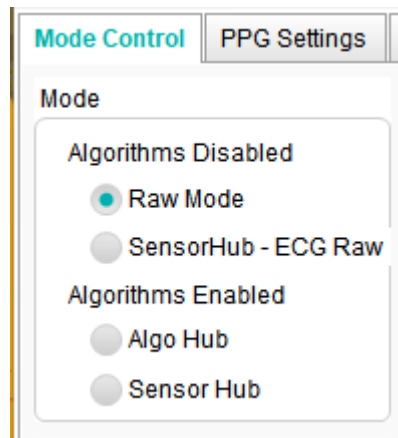 Mode Control PPG Settings
Mode
Algorithms Disabled
Raw Mode
SensorHub - ECG Raw
Algorithms Enabled
Algo Hub
Sensor Hub